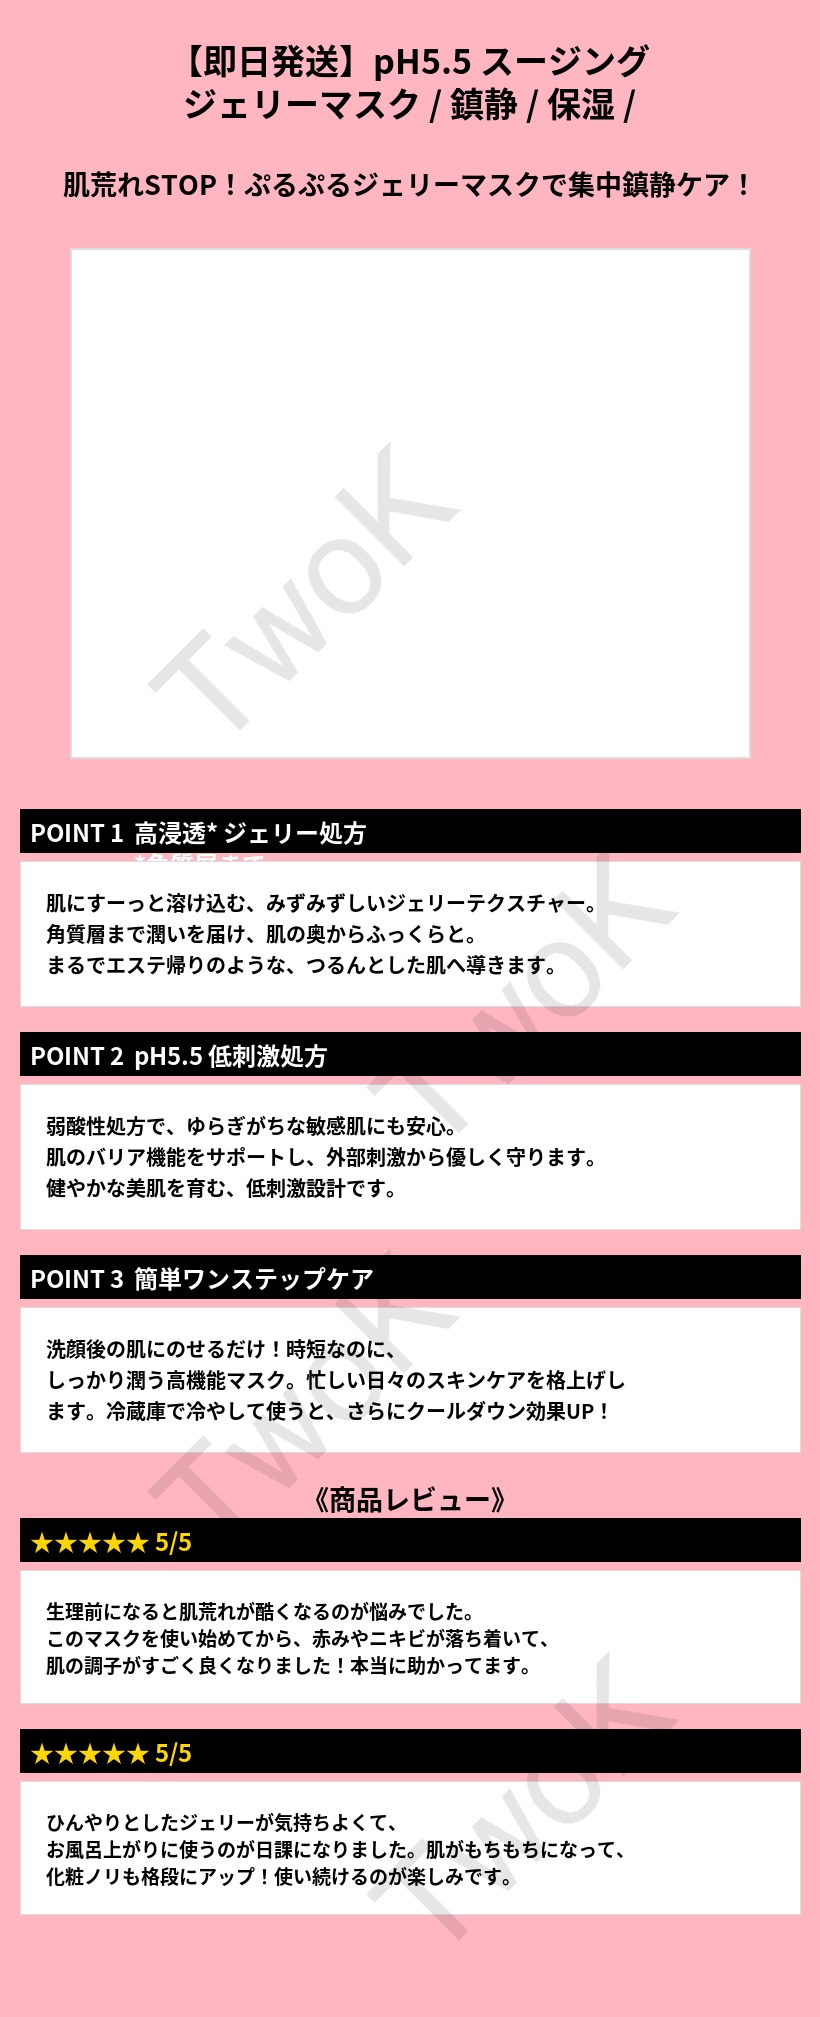 【即日発送】pH5.5 スージング
ジェリーマスク / 鎮静 / 保湿 /
肌荒れSTOP！ぷるぷるジェリーマスクで集中鎮静ケア！
TwoK
POINT 1 高浸透* ジェリー処方
*角質層まで
肌にすーっと溶け込む、みずみずしいジェリーテクスチャー。
角質層まで潤いを届け、肌の奥からふっくらと。
まるでエステ帰りのような、つるんとした肌へ導きます。
TwoK
POINT 2 pH5.5 低刺激処方
弱酸性処方で、ゆらぎがちな敏感肌にも安心。
肌のバリア機能をサポートし、外部刺激から優しく守ります。
健やかな美肌を育む、低刺激設計です。
POINT 3 簡単ワンステップケア
洗顔後の肌にのせるだけ！時短なのに、
しっかり潤う高機能マスク。忙しい日々のスキンケアを格上げし
ます。冷蔵庫で冷やして使うと、さらにクールダウン効果UP！
TwoK
《商品レビュー》
★★★★★ 5/5
生理前になると肌荒れが酷くなるのが悩みでした。
このマスクを使い始めてから、赤みやニキビが落ち着いて、
肌の調子がすごく良くなりました！本当に助かってます。
★★★★★ 5/5
ひんやりとしたジェリーが気持ちよくて、
お風呂上がりに使うのが日課になりました。肌がもちもちになって、
化粧ノリも格段にアップ！使い続けるのが楽しみです。
TwoK